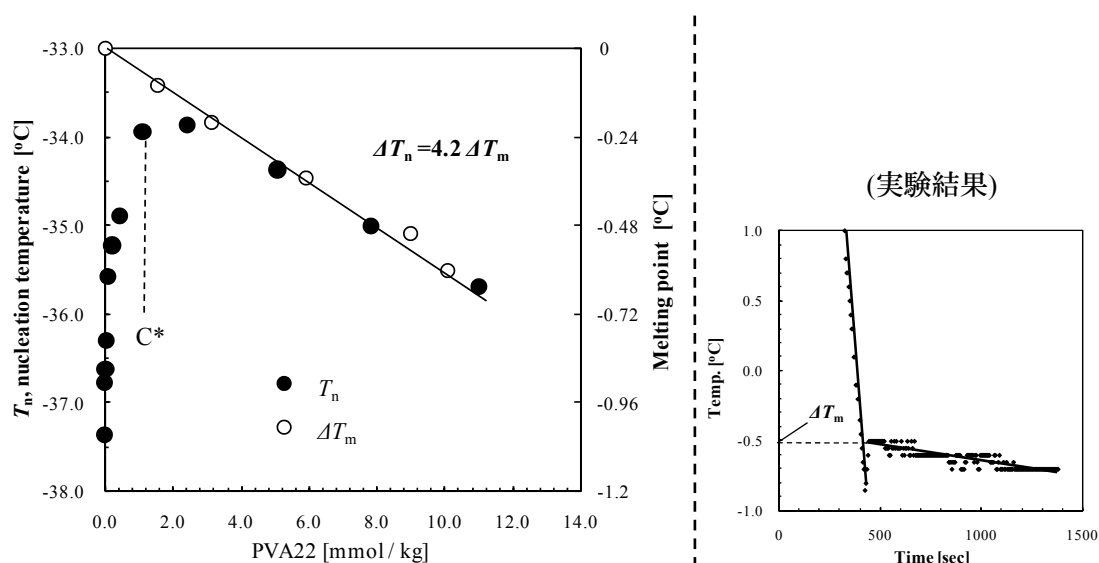 -33.0
-34.0
-35.0
-36.0
-37.0
-38.0
Tn, nucleation temperature [°C]
0.0 2.0 4.0 6.0 8.0 10.0 12.0 14.0
PVA22 [mmol / kg]
0
-0.24
-0.48
-0.72
-0.96
-1.2
Melting point [°C]
ΔTn =4.2 ΔTm
C*
Tn
ΔTm
(実験結果)
1.0
0.5
0.0
-0.5
-1.0
Temp. [°C]
ΔTm
0 500 1000 1500
Time [sec]